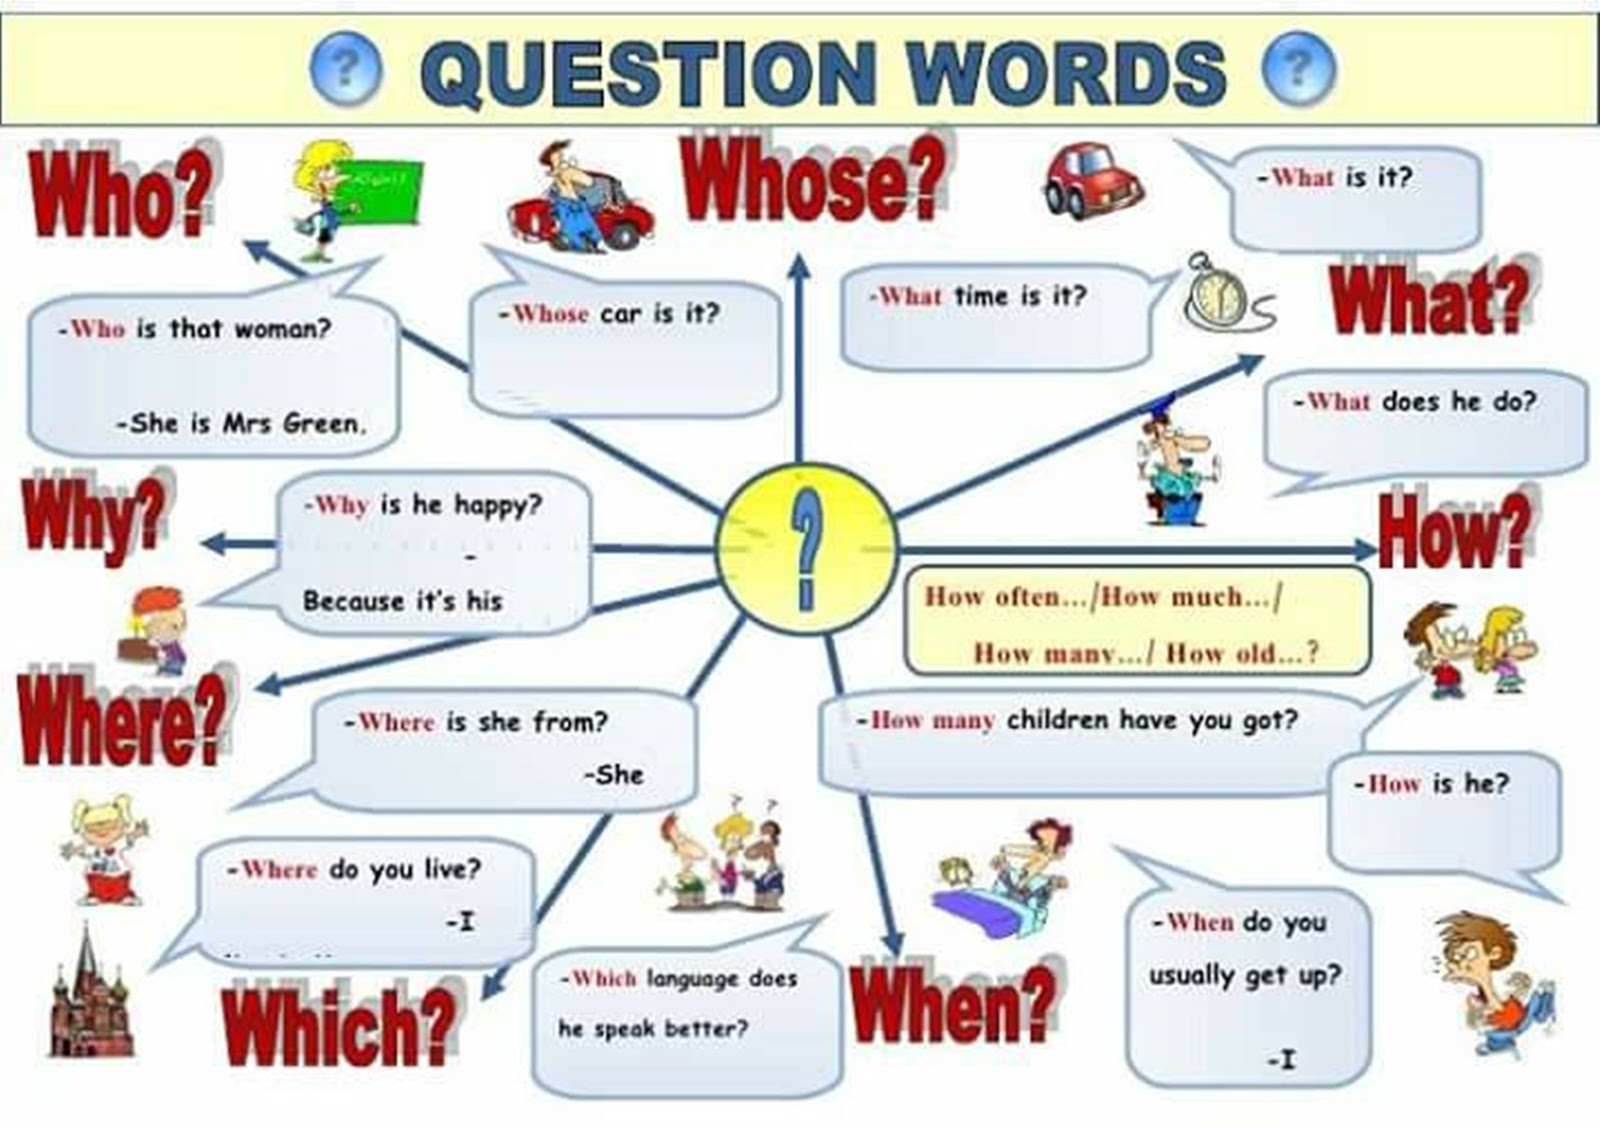 QUESTION WORDS
Who?
Whose?
-What is it?
What?
-Who is that woman?
-She is Mrs Green.
-Whose car is it?
-What time is it?
-What does he do?
Why?
-Why is he happy?
-
Because it's his
How?
How often.../How much.../
How many.../ How old...?
Where?
-Where is she from?
-She
-How many children have you got?
-How is he?
-Where do you live?
-I
Which?
-Which language does
he speak better?
When?
-When do you
usually get up?
-I